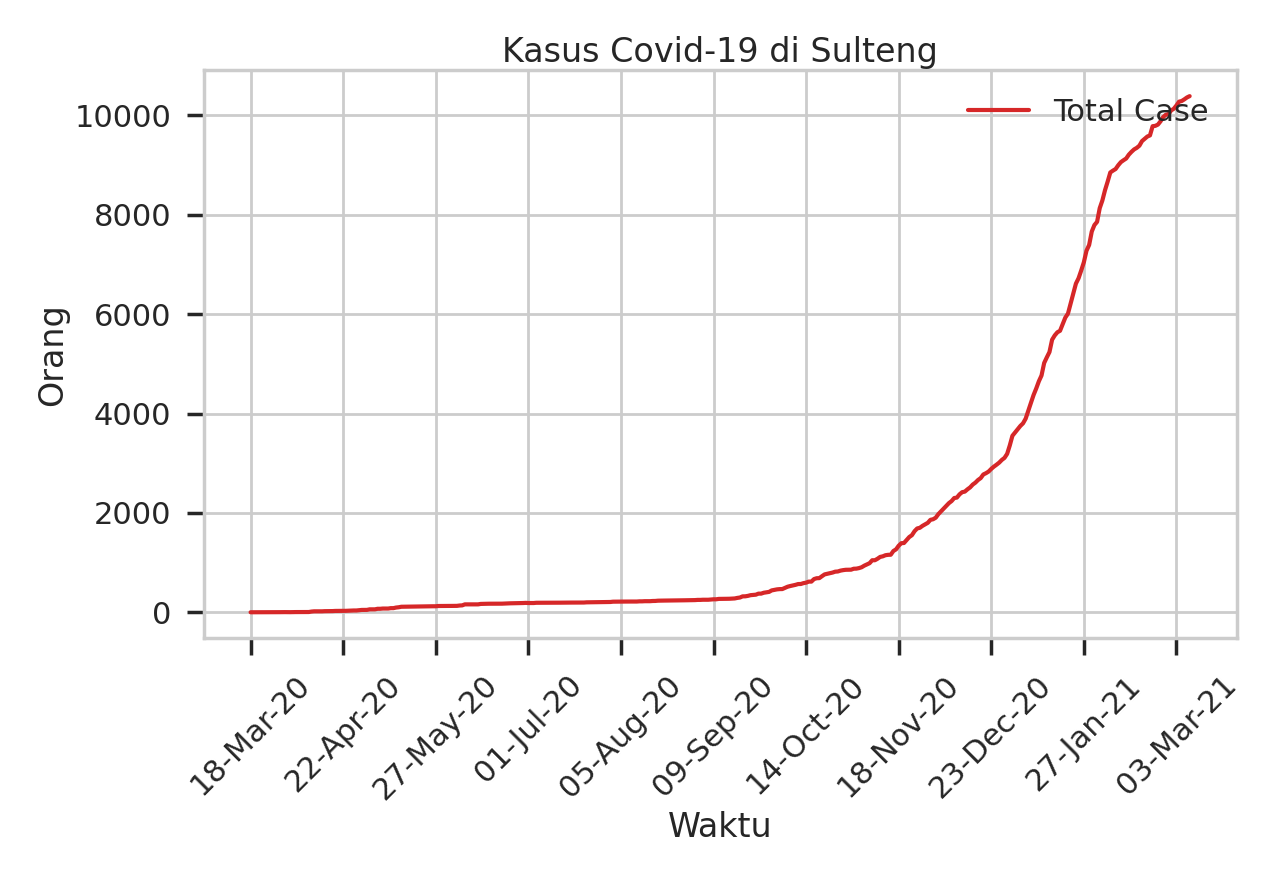 Kasus Covid-19 di Sulteng
Total Case
10000
8000
6000
4000
2000
0
Orang
18-Mar-20
22-Apr-20
27-May-20
01-Jul-20
05-Aug-20
09-Sep-20
14-Oct-20
18-Nov-20
23-Dec-20
27-Jan-21
03-Mar-21
Waktu